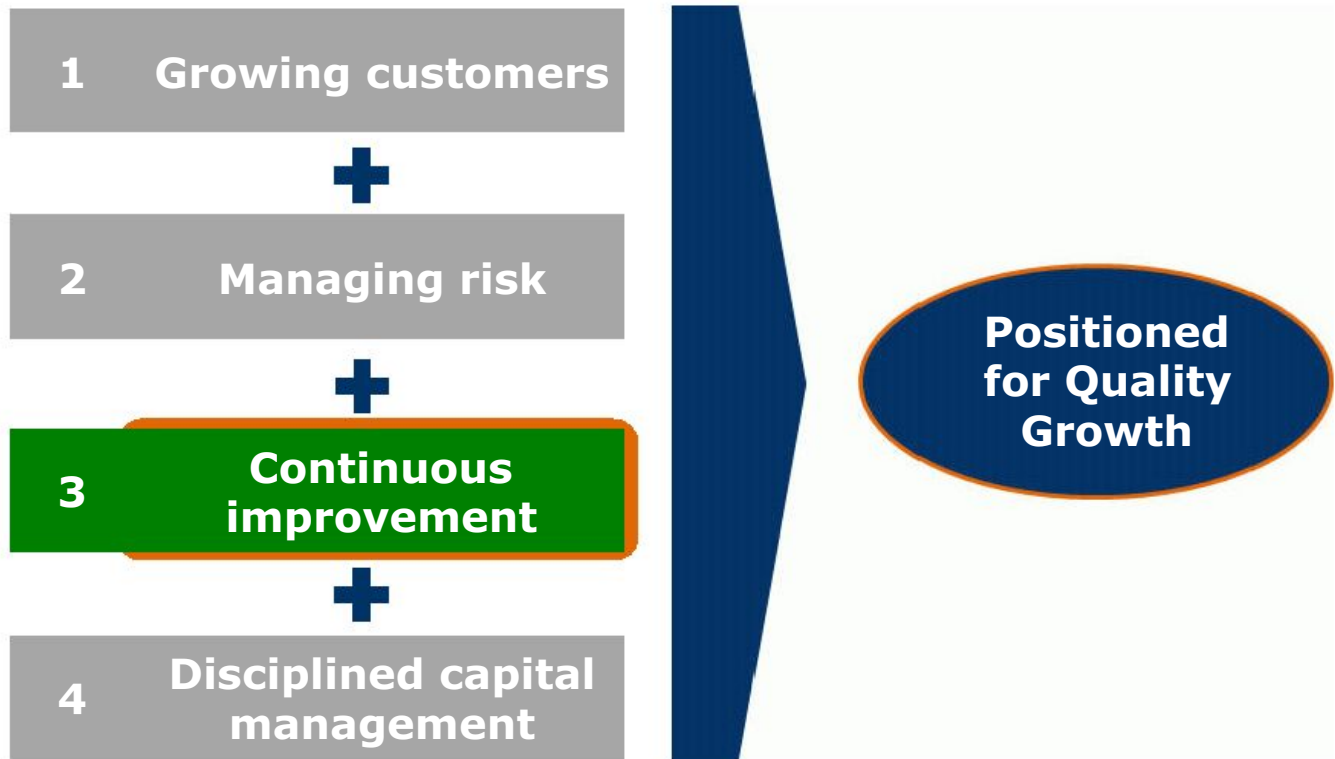 1 Growing customers
2 Managing risk
3 Continuous
improvement
4 Disciplined capital
management
Positioned
for Quality
Growth